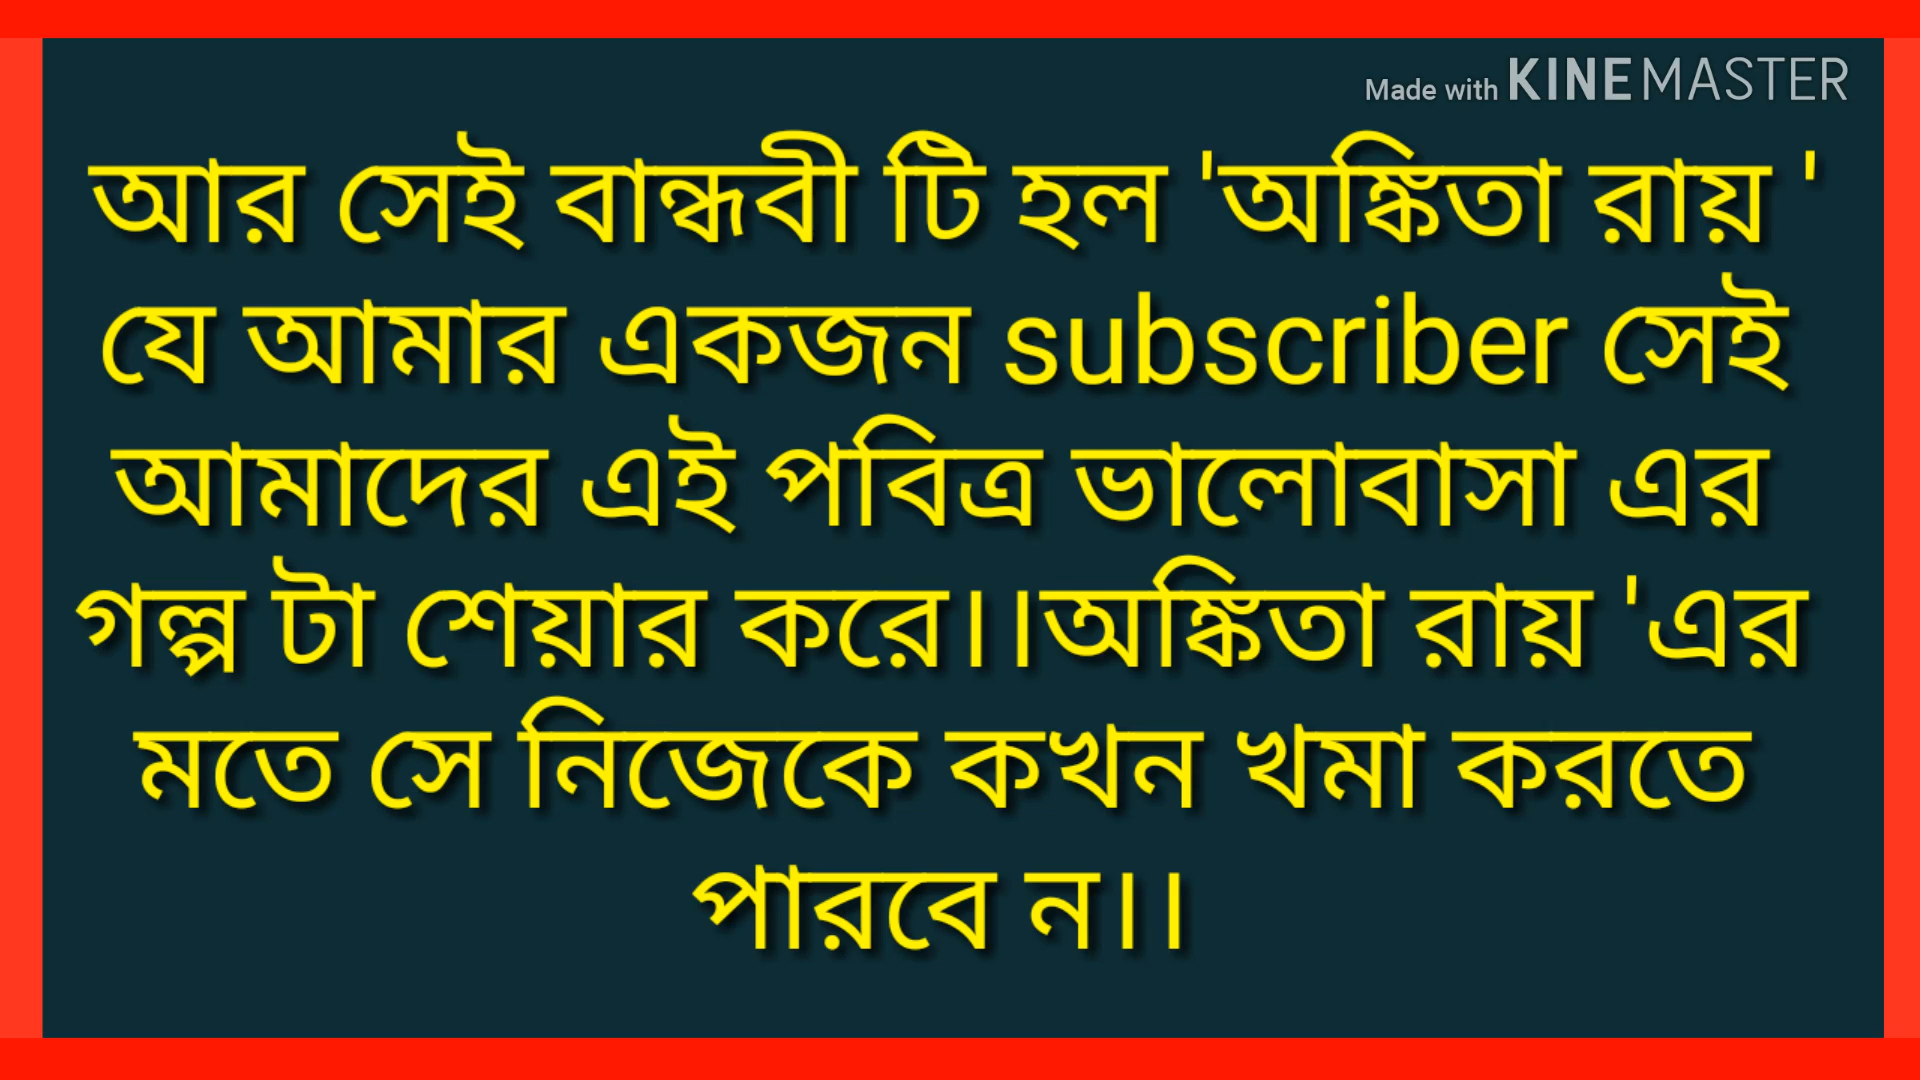 Made with KINEMASTER
আর সেই বান্ধবী টি হল 'অঙ্কিতা রায় '
যে আমার একজন subscriber সেই
আমাদের এই পবিত্র ভালোবাসা এর
গল্প টা শেয়ার করে।।অঙ্কিতা রায় 'এর
মতে সে নিজেকে কখন খমা করতে
পারবে ন।।